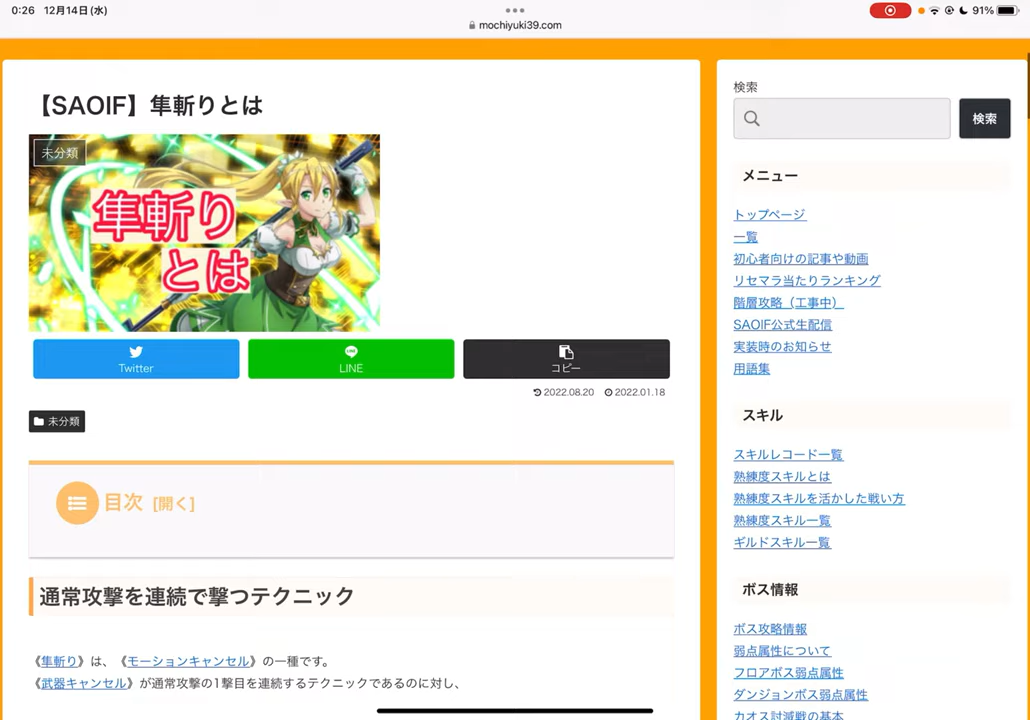 0:26 12月14日(水)
91%
mochiyuki39.com
【SAOIF】隼斬りとは
未分類
隼斬り
とは
Twitter
LINE
コピー
2022.08.20 2022.01.18
未分類
目次 [開く]
通常攻撃を連続で撃つテクニック
《隼斬り》は、《モーションキャンセル》の一種です。
《武器キャンセル》が通常攻撃の1撃目を連続するテクニックであるのに対し、
検索
検索
メニュー
トップページ
一覧
初心者向けの記事や動画
リセマラ当たりランキング
階層攻略（工事中）
SAOIF公式生配信
実装時のお知らせ
用語集
スキル
スキルレコード一覧
熟練度スキルとは
熟練度スキルを活かした戦い方
熟練度スキル一覧
ギルドスキル一覧
ボス情報
ボス攻略情報
弱点属性について
フロアボス弱点属性
ダンジョンボス弱点属性
カオス討滅戦の基本